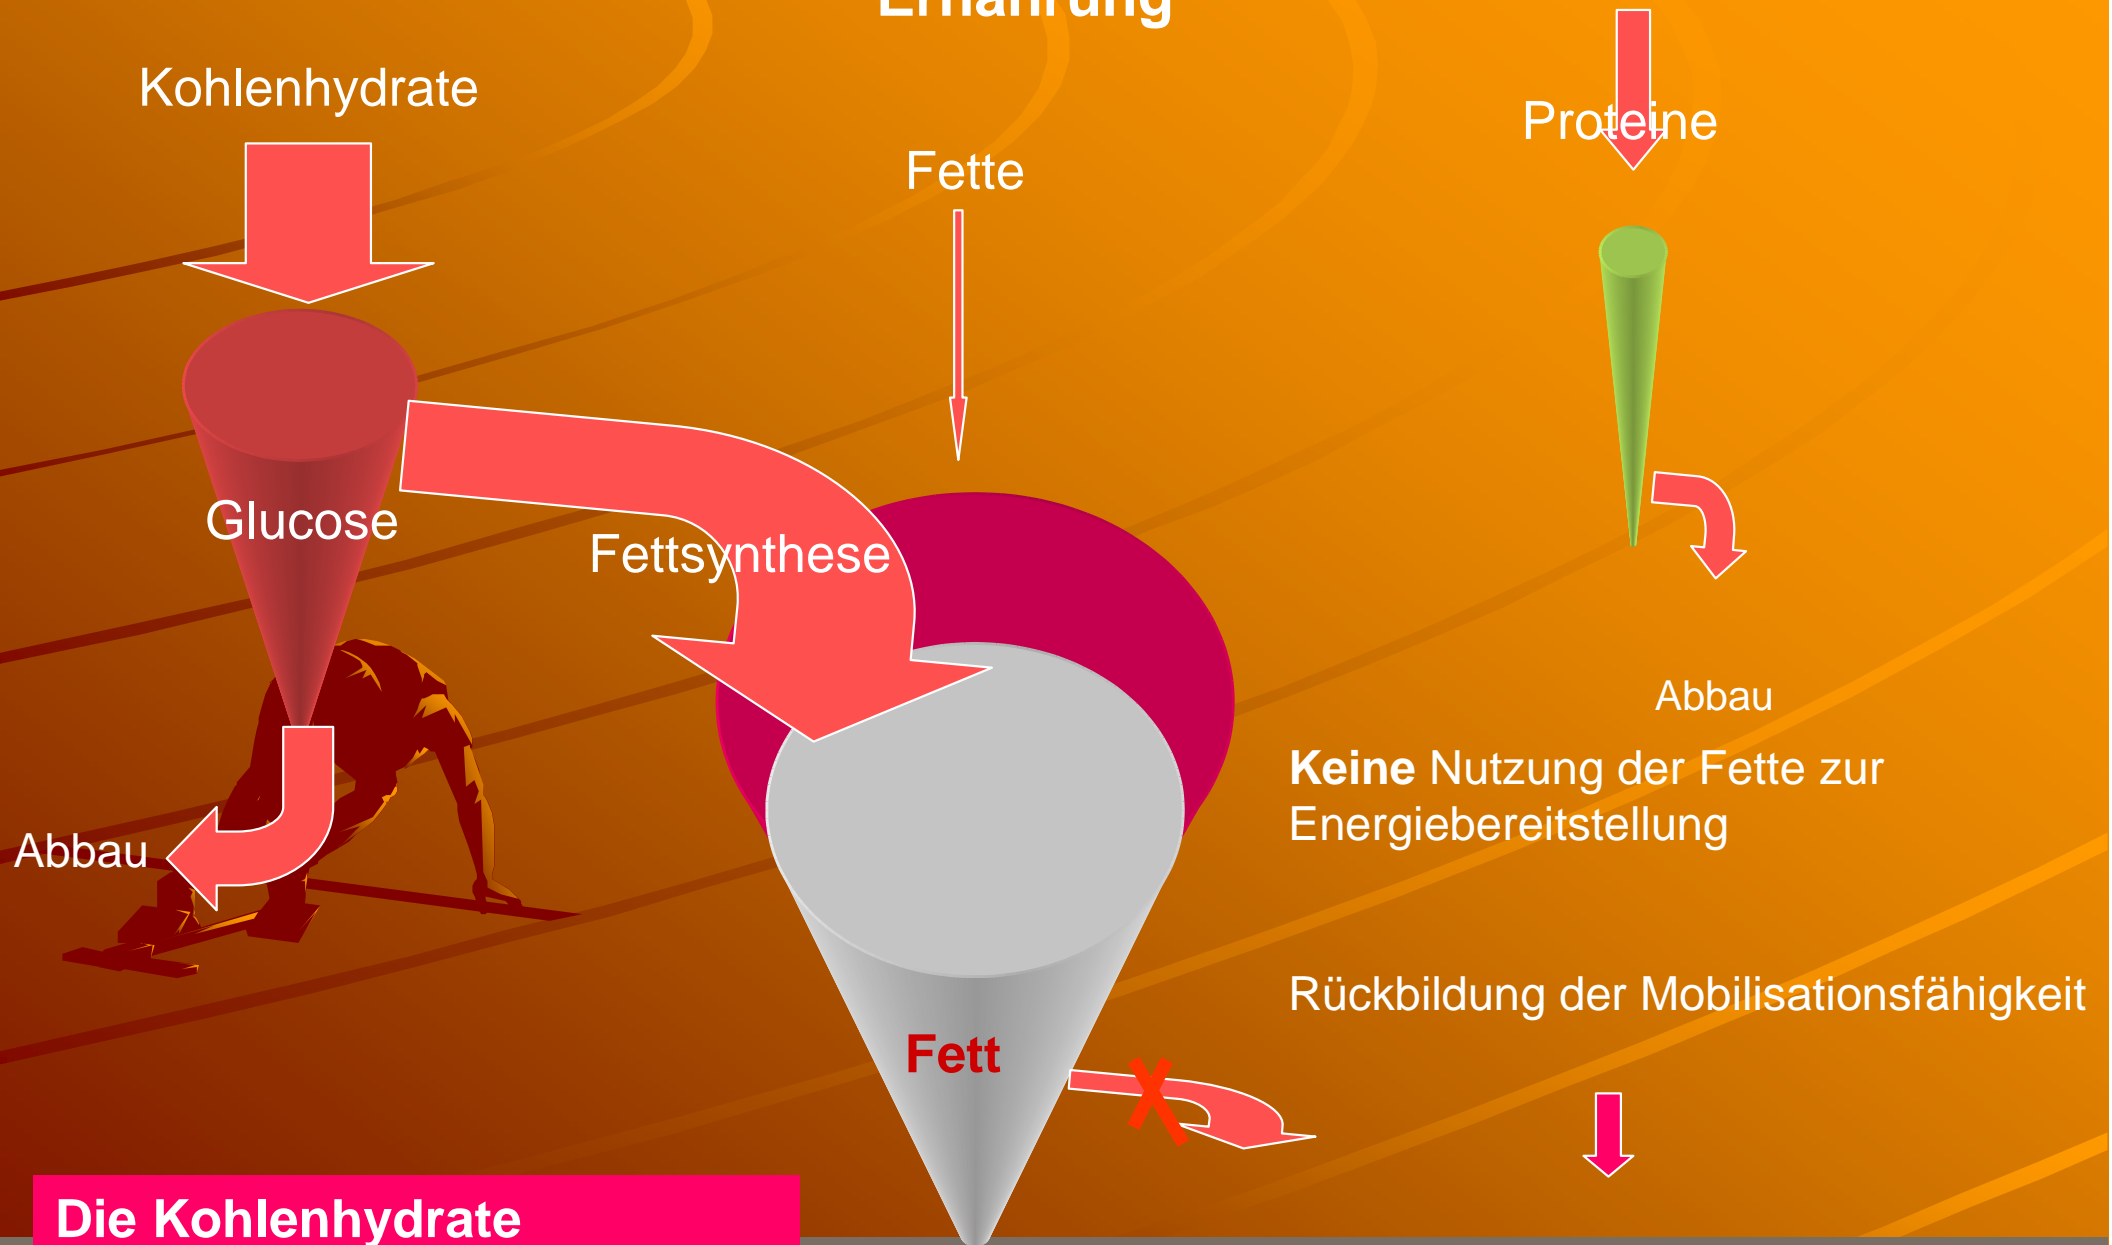 Ernährung
Kohlenhydrate
Proteine
Fette
Glucose
Fettsynthese
Abbau
Keine Nutzung der Fette zur
Energiebereitstellung
Abbau
Rückbildung der Mobilisationsfähigkeit
Fett
Die Kohlenhydrate